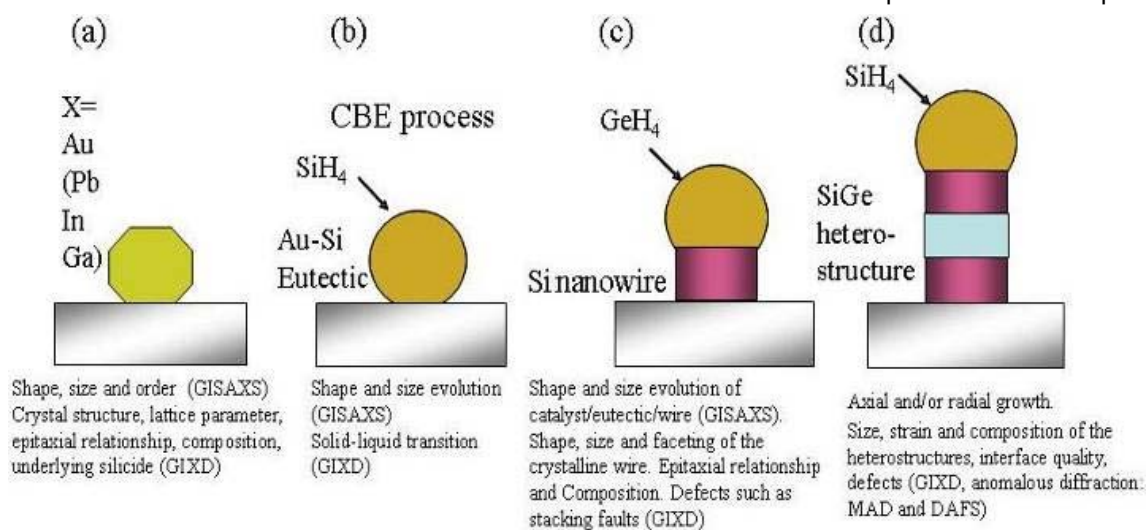 (a)
X=
Au
(Pb
In
Ga)
Shape, size and order (GISAXS)
Crystal structure, lattice parameter,
epitaxial relationship, composition,
underlying silicide (GIXD)
(b)
CBE process
SiH₄
Au-Si
Eutectic
Shape and size evolution
(GISAXS)
Solid-liquid transition
(GIXD)
(c)
GeH₄
Si nanowire
Shape and size evolution of
catalyst/eutectic/wire (GISAXS).
Shape, size and faceting of the
crystalline wire. Epitaxial relationship
and Composition. Defects such as
stacking faults (GIXD)
(d)
SiH₄
SiGe
hetero-
structure
Axial and/or radial growth.
Size, strain and composition of the
heterostructures, interface quality,
defects (GIXD, anomalous diffraction:
MAD and DAFS)